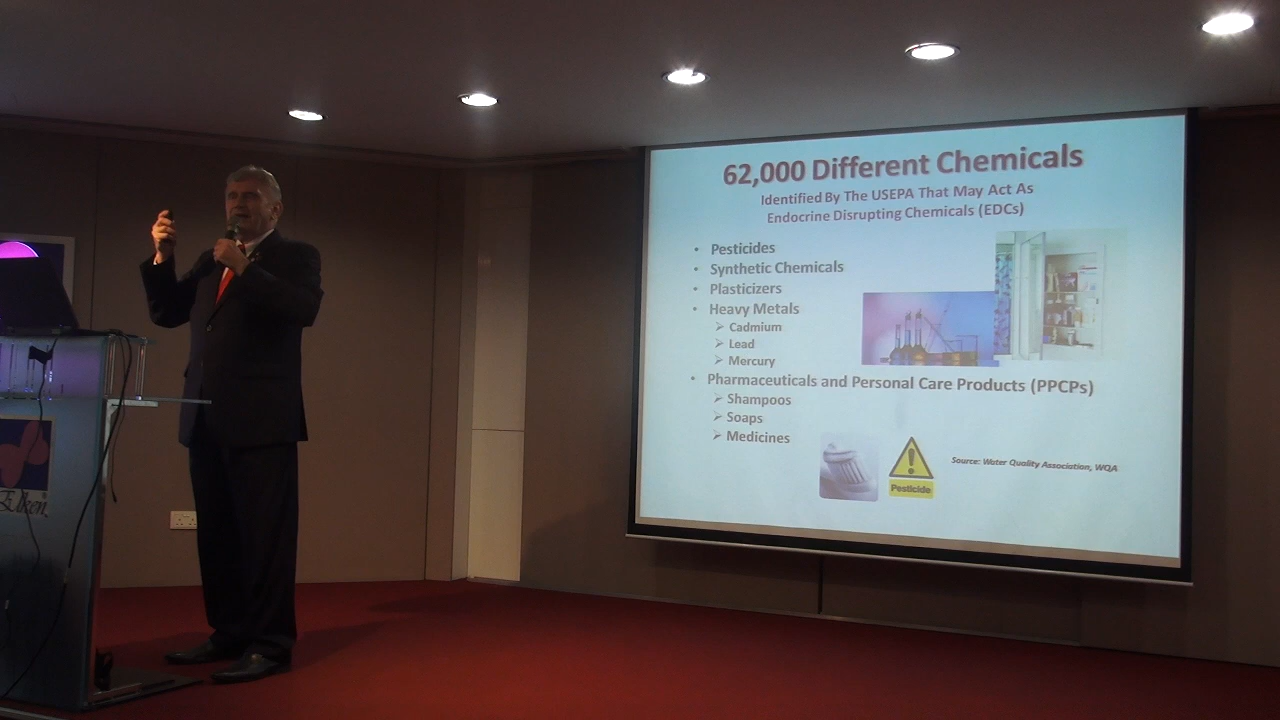 62,000 Different Chemicals
Identified By The USEPA That May Act As
Endocrine Disrupting Chemicals (EDCs)
• Pesticides
• Synthetic Chemicals
• Plasticizers
• Heavy Metals
➢ Cadmium
➢ Lead
➢ Mercury
• Pharmaceuticals and Personal Care Products (PPCPs)
➢ Shampoos
➢ Soaps
➢ Medicines
Pesticide
Source: Water Quality Association, WQA
Elken